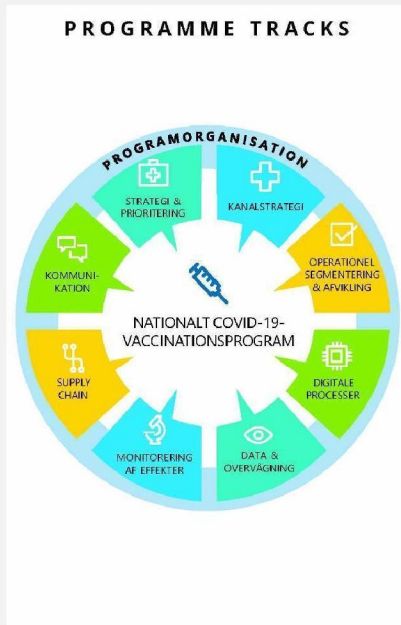 PROGRAMME TRACKS
PROGRAMORGANISATION
STRATEGI &
PRIORITERING
KANALSTRATEGI
OPERATIONEL
SEGMENTERING
& AFVIKLING
DIGITALE
PROCESSER
DATA &
OVERVÅGNING
MONITORERING
AF EFFEKTER
SUPPLY
CHAIN
KOMMUNI-
KATION
NATIONALT COVID-19-
VACCINATIONSPROGRAM